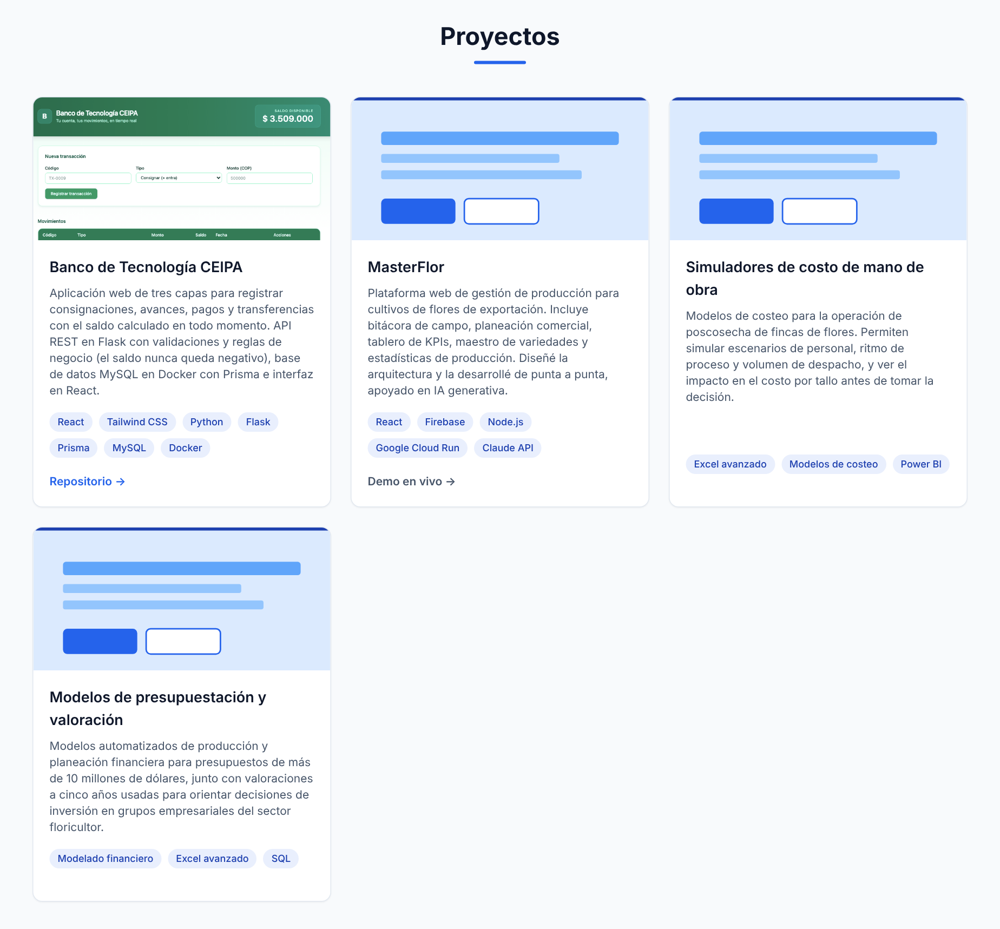 Proyectos
B
Banco de Tecnología CEIPA
Tu cuenta, tus movimientos, en tiempo real
SALDO DISPONIBLE
$ 3.509.000
Nueva transacción
Código
Tipo
Monto (COP)
TX-0009
Consignar (+ entra)
500000
Registrar transacción
Movimientos
Código Tipo Monto Saldo Fecha Acciones
Banco de Tecnología CEIPA
Aplicación web de tres capas para registrar
consignaciones, avances, pagos y transferencias
con el saldo calculado en todo momento. API
REST en Flask con validaciones y reglas de
negocio (el saldo nunca queda negativo), base
de datos MySQL en Docker con Prisma e interfaz
en React.
React Tailwind CSS Python Flask
Prisma MySQL Docker
Repositorio →
MasterFlor
Plataforma web de gestión de producción para
cultivos de flores de exportación. Incluye
bitácora de campo, planeación comercial,
tablero de KPIs, maestro de variedades y
estadísticas de producción. Diseñé la
arquitectura y la desarrollé de punta a punta,
apoyado en IA generativa.
React Firebase Node.js
Google Cloud Run Claude API
Demo en vivo →
Simuladores de costo de mano de
obra
Modelos de costeo para la operación de
poscosecha de fincas de flores. Permiten
simular escenarios de personal, ritmo de
proceso y volumen de despacho, y ver el
impacto en el costo por tallo antes de tomar la
decisión.
Excel avanzado Modelos de costeo Power BI
Modelos de presupuestación y
valoración
Modelos automatizados de producción y
planeación financiera para presupuestos de más
de 10 millones de dólares, junto con valoraciones
a cinco años usadas para orientar decisiones de
inversión en grupos empresariales del sector
floricultor.
Modelado financiero Excel avanzado SQL